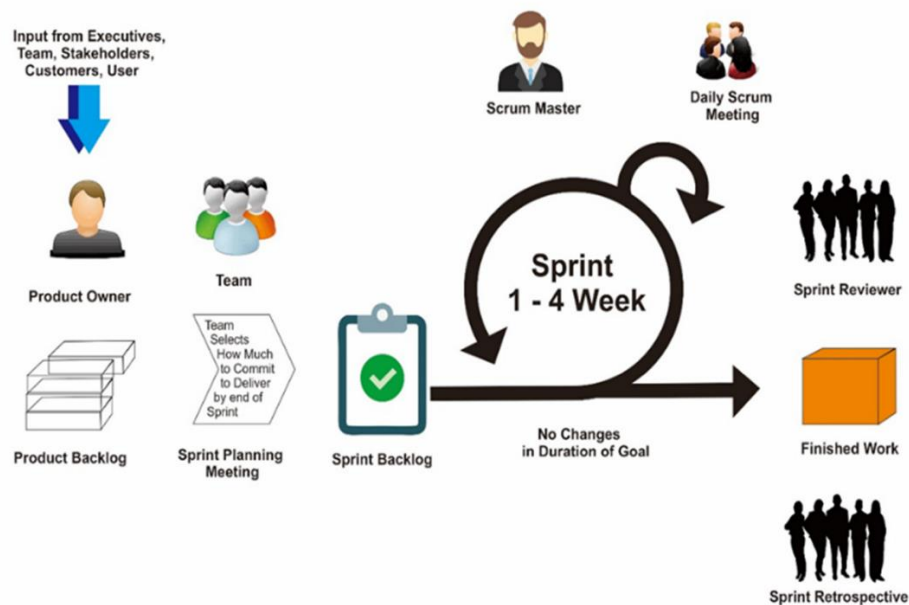 Input from Executives,
Team, Stakeholders,
Customers, User
Product Owner
Team
Scrum Master
Daily Scrum
Meeting
Sprint
1 - 4 Week
Sprint Reviewer
Team
Selects
How Much
to Commit
to Deliver
by end of
Sprint
Product Backlog
Sprint Planning
Meeting
Sprint Backlog
No Changes
in Duration of Goal
Finished Work
Sprint Retrospective